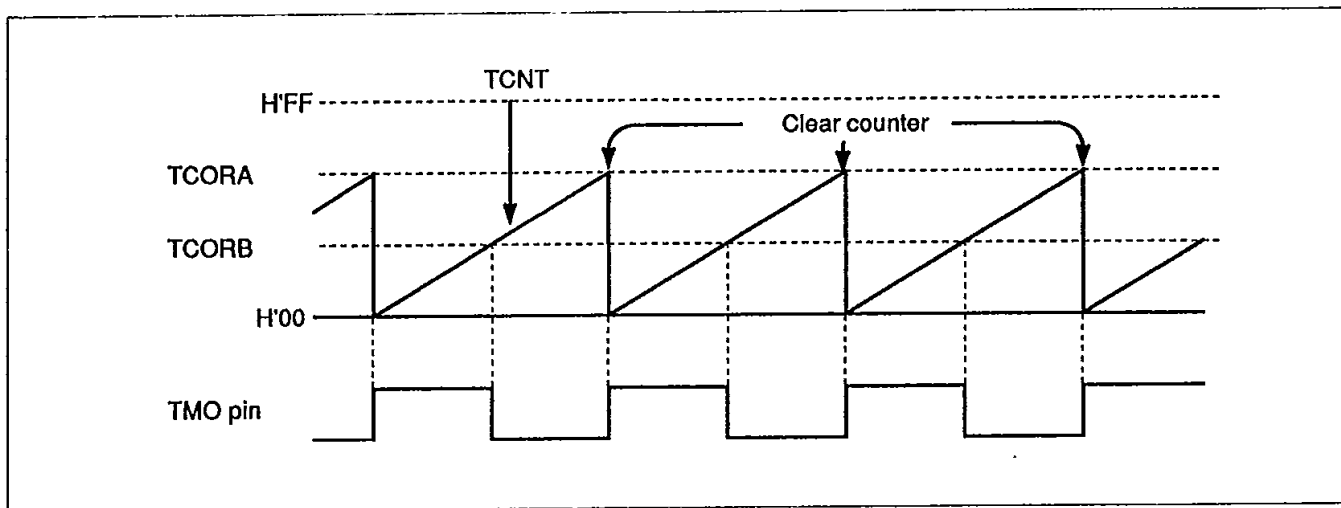 TCNT
H'FF
Clear counter
TCORA
TCORB
H'00
TMO pin